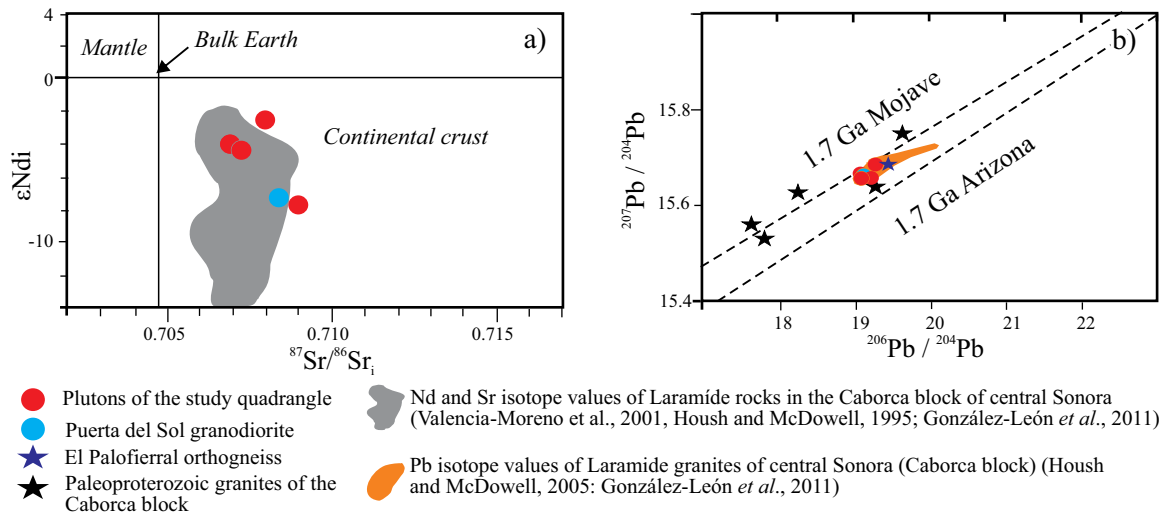 4
0
-10
εNdi
Mantle
Bulk Earth
a)
Continental crust
0.705
0.710
0.715
⁸⁷Sr/⁸⁶Srᵢ
15.8
15.6
15.4
²⁰⁷Pb / ²⁰⁴Pb
b)
1.7 Ga Mojave
1.7 Ga Arizona
18
19
20
21
22
²⁰⁶Pb / ²⁰⁴Pb
Plutons of the study quadrangle
Puerta del Sol granodiorite
El Palofierral orthogneiss
Paleoproterozoic granites of the
Caborca block
Nd and Sr isotope values of Laramíde rocks in the Caborca block of central Sonora
(Valencia-Moreno et al., 2001, Housh and McDowell, 1995; González-León et al., 2011)
Pb isotope values of Laramide granites of central Sonora (Caborca block) (Housh
and McDowell, 2005: González-León et al., 2011)